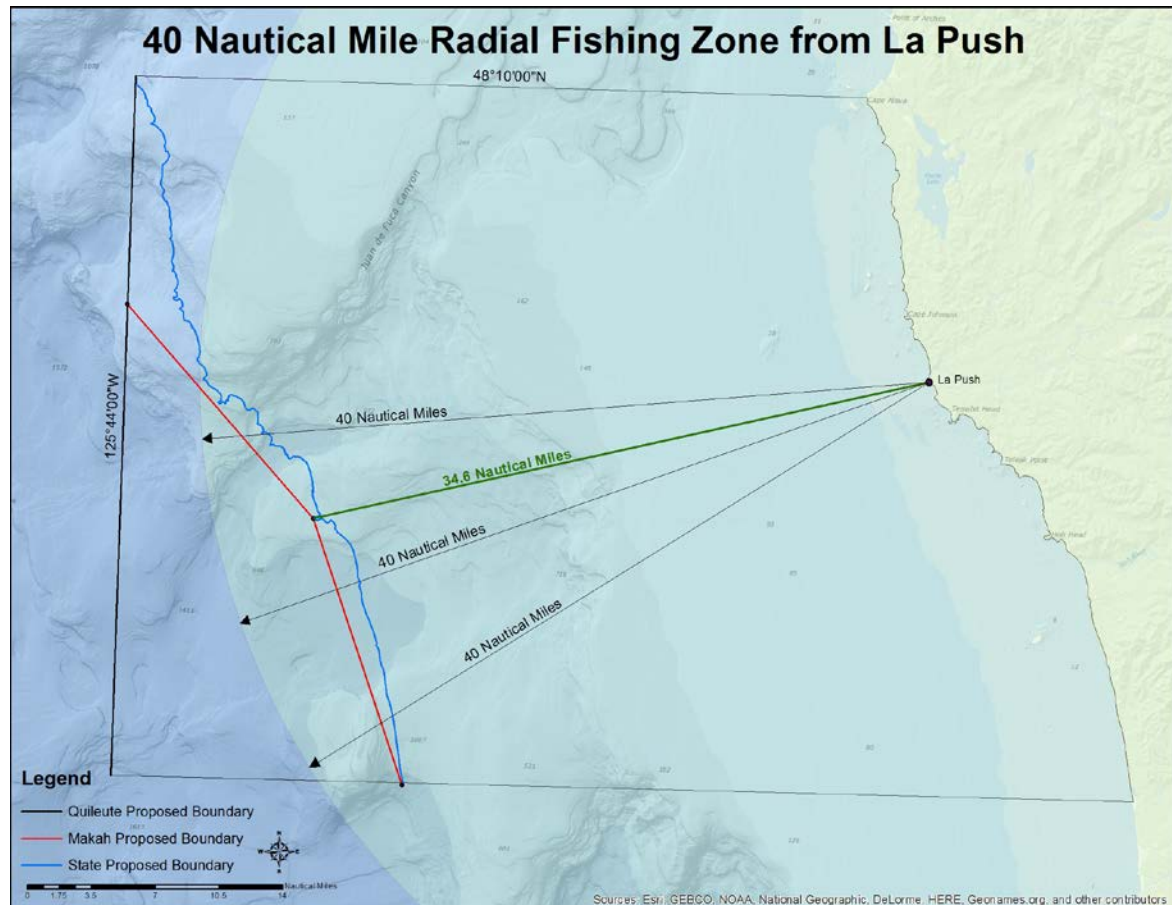 40 Nautical Mile Radial Fishing Zone from La Push
48°10'00"N
Juan de Fuca Canyon
Cape Johnson
La Push
125°44'00"W
40 Nautical Miles
34.6 Nautical Miles
40 Nautical Miles
40 Nautical Miles
Legend
Quileute Proposed Boundary
Makah Proposed Boundary
State Proposed Boundary
Nautical Miles
0 1.75 3.5 7 10.5 14
Sources: Esri, GEBCO, NOAA, National Geographic, DeLorme, HERE, Geonames.org, and other contributors